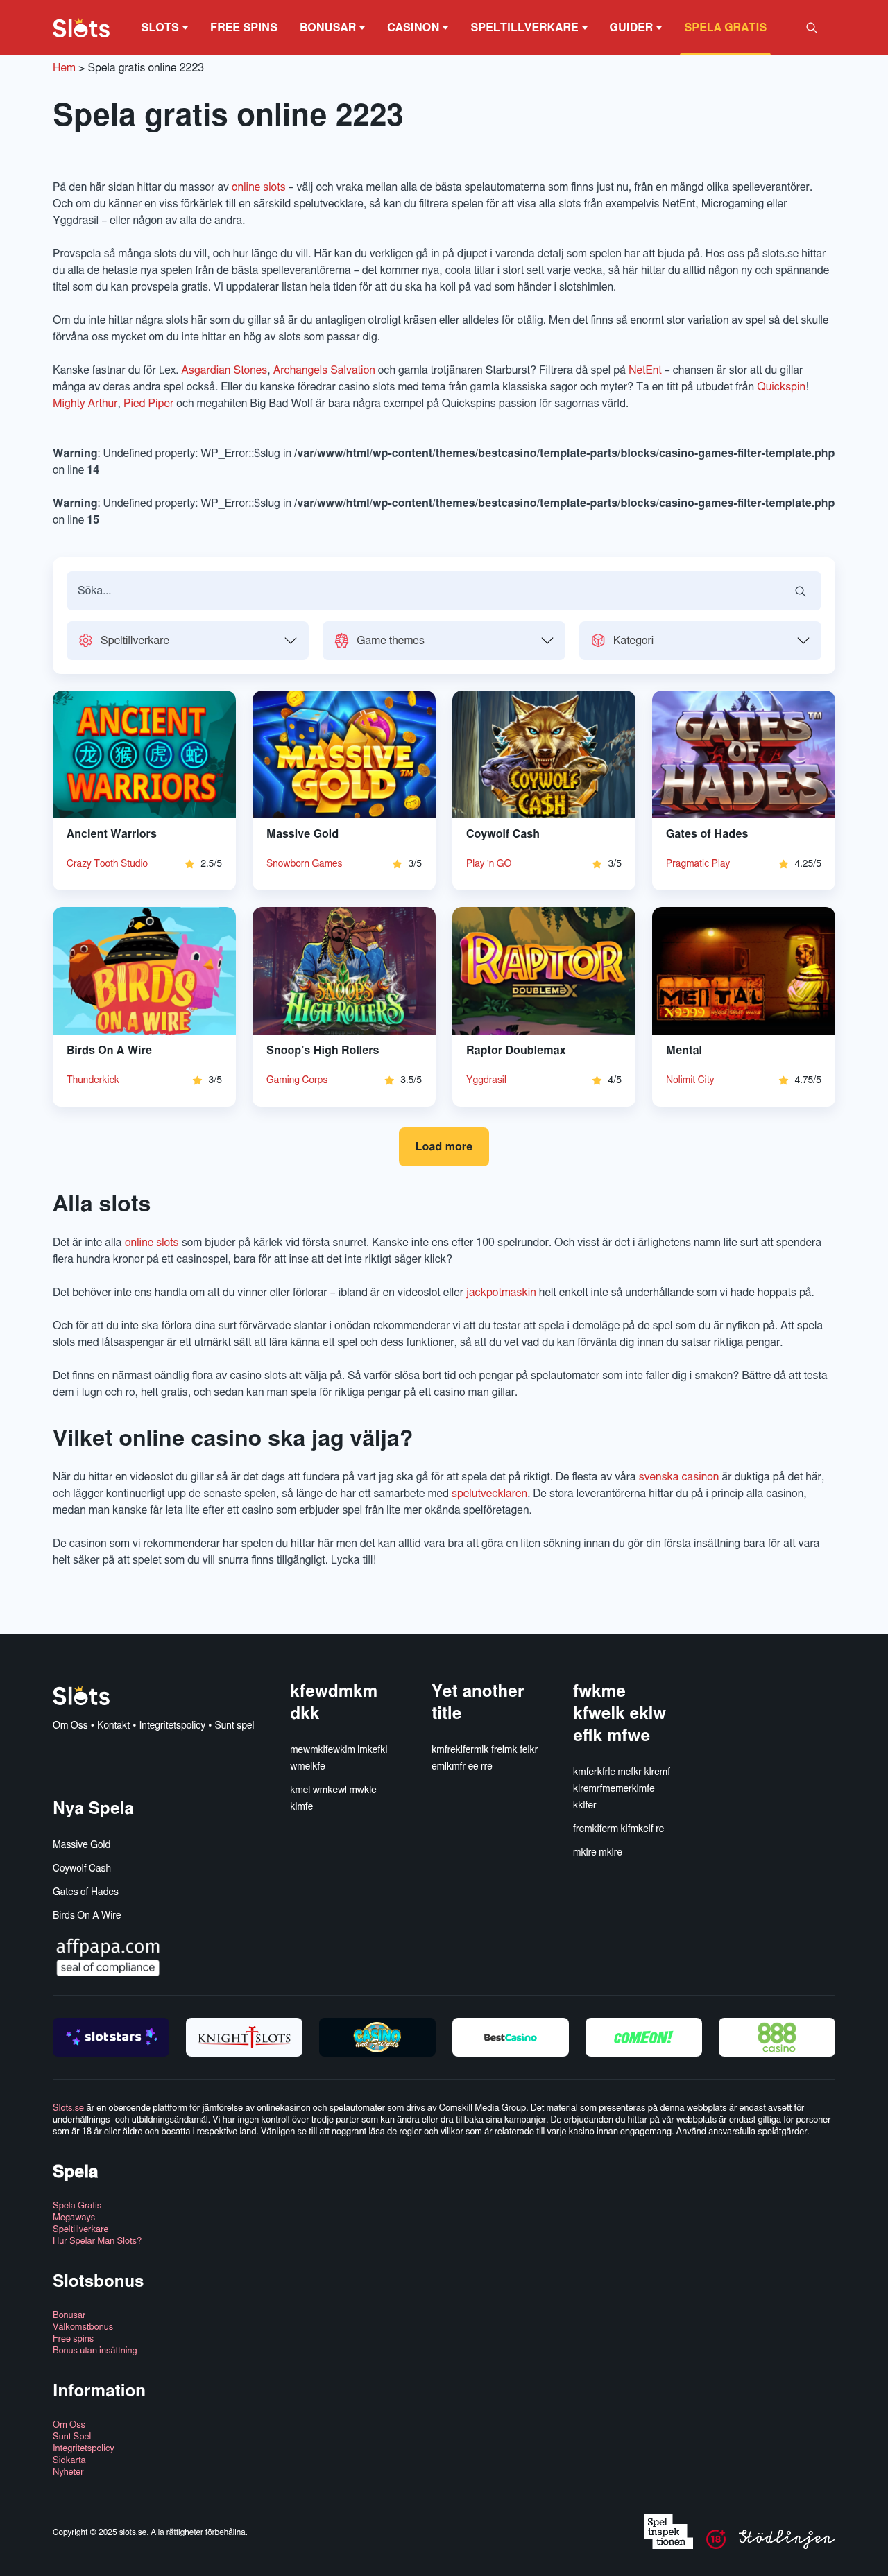 Slots
SLOTS
FREE SPINS
BONUSAR
CASINON
SPELTILLVERKARE
GUIDER
SPELA GRATIS
Hem > Spela gratis online 2223
Spela gratis online 2223
På den här sidan hittar du massor av online slots – välj och vraka mellan alla de bästa spelautomaterna som finns just nu, från en mängd olika spelleverantörer.
Och om du känner en viss förkärlek till en särskild spelutvecklare, så kan du filtrera spelen för att visa alla slots från exempelvis NetEnt, Microgaming eller
Yggdrasil – eller någon av alla de andra.
Provspela så många slots du vill, och hur länge du vill. Här kan du verkligen gå in på djupet i varenda detalj som spelen har att bjuda på. Hos oss på slots.se hittar
du alla de hetaste nya spelen från de bästa spelleverantörerna – det kommer nya, coola titlar i stort sett varje vecka, så här hittar du alltid någon ny och spännande
titel som du kan provspela gratis. Vi uppdaterar listan hela tiden för att du ska ha koll på vad som händer i slotshimlen.
Om du inte hittar några slots här som du gillar så är du antagligen otroligt kräsen eller alldeles för otålig. Men det finns så enormt stor variation av spel så det skulle
förvåna oss mycket om du inte hittar en hög av slots som passar dig.
Kanske fastnar du för t.ex. Asgardian Stones, Archangels Salvation och gamla trotjänaren Starburst? Filtrera då spel på NetEnt – chansen är stor att du gillar
många av deras andra spel också. Eller du kanske föredrar casino slots med tema från gamla klassiska sagor och myter? Ta en titt på utbudet från Quickspin!
Mighty Arthur, Pied Piper och megahiten Big Bad Wolf är bara några exempel på Quickspins passion för sagornas värld.
Warning: Undefined property: WP_Error::$slug in /var/www/html/wp-content/themes/bestcasino/template-parts/blocks/casino-games-filter-template.php
on line 14
Warning: Undefined property: WP_Error::$slug in /var/www/html/wp-content/themes/bestcasino/template-parts/blocks/casino-games-filter-template.php
on line 15
Söka...
Speltillverkare
Game themes
Kategori
ANCIENT
龙 猴 虎 蛇
WARRIORS
MASSIVE
GOLD™
COYWOLF
CASH
GATES™
OF
HADES
Ancient Warriors
Crazy Tooth Studio
2.5/5
Massive Gold
Snowborn Games
3/5
Coywolf Cash
Play 'n GO
3/5
Gates of Hades
Pragmatic Play
4.25/5
BIRDS
ON A WIRE
SNOOP'S
HIGH ROLLERS
RAPTOR
DOUBLEMAX
MENTAL
X9999
Birds On A Wire
Thunderkick
3/5
Snoop's High Rollers
Gaming Corps
3.5/5
Raptor Doublemax
Yggdrasil
4/5
Mental
Nolimit City
4.75/5
Load more
Alla slots
Det är inte alla online slots som bjuder på kärlek vid första snurret. Kanske inte ens efter 100 spelrundor. Och visst är det i ärlighetens namn lite surt att spendera
flera hundra kronor på ett casinospel, bara för att inse att det inte riktigt säger klick?
Det behöver inte ens handla om att du vinner eller förlorar – ibland är en videoslot eller jackpotmaskin helt enkelt inte så underhållande som vi hade hoppats på.
Och för att du inte ska förlora dina surt förvärvade slantar i onödan rekommenderar vi att du testar att spela i demoläge på de spel som du är nyfiken på. Att spela
slots med låtsaspengar är ett utmärkt sätt att lära känna ett spel och dess funktioner, så att du vet vad du kan förvänta dig innan du satsar riktiga pengar.
Det finns en närmast oändlig flora av casino slots att välja på. Så varför slösa bort tid och pengar på spelautomater som inte faller dig i smaken? Bättre då att testa
dem i lugn och ro, helt gratis, och sedan kan man spela för riktiga pengar på ett casino man gillar.
Vilket online casino ska jag välja?
När du hittar en videoslot du gillar så är det dags att fundera på vart jag ska gå för att spela det på riktigt. De flesta av våra svenska casinon är duktiga på det här,
och lägger kontinuerligt upp de senaste spelen, så länge de har ett samarbete med spelutvecklaren. De stora leverantörerna hittar du på i princip alla casinon,
medan man kanske får leta lite efter ett casino som erbjuder spel från lite mer okända spelföretagen.
De casinon som vi rekommenderar har spelen du hittar här men det kan alltid vara bra att göra en liten sökning innan du gör din första insättning bara för att vara
helt säker på att spelet som du vill snurra finns tillgängligt. Lycka till!
Slots
Om Oss • Kontakt • Integritetspolicy • Sunt spel
Nya Spela
Massive Gold
Coywolf Cash
Gates of Hades
Birds On A Wire
affpapa.com
seal of compliance
kfewdmkm
dkk
mewmklfewklm lmkefkl
wmelkfe
kmel wmkewl mwkle
klmfe
Yet another
title
kmfreklfermlk frelmk felkr
emlkmfr ee rre
fwkme
kfwelk eklw
eflk mfwe
kmferkfrle mefkr klremf
klremrfmemerklmfe
kklfer
fremklferm klfmkelf re
mklre mklre
slotstars
KNIGHT SLOTS
CASINO
and Friends
BestCasino
COMEON!
888
casino
Slots.se är en oberoende plattform för jämförelse av onlinekasinon och spelautomater som drivs av Comskill Media Group. Det material som presenteras på denna webbplats är endast avsett för
underhållnings- och utbildningsändamål. Vi har ingen kontroll över tredje parter som kan ändra eller dra tillbaka sina kampanjer. De erbjudanden du hittar på vår webbplats är endast giltiga för personer
som är 18 år eller äldre och bosatta i respektive land. Vänligen se till att noggrant läsa de regler och villkor som är relaterade till varje kasino innan engagemang. Använd ansvarsfulla spelåtgärder.
Spela
Spela Gratis
Megaways
Speltillverkare
Hur Spelar Man Slots?
Slotsbonus
Bonusar
Välkomstbonus
Free spins
Bonus utan insättning
Information
Om Oss
Sunt Spel
Integritetspolicy
Sidkarta
Nyheter
Copyright © 2025 slots.se. Alla rättigheter förbehållna.
Spel
inspek
tionen
18
Stödlinjen